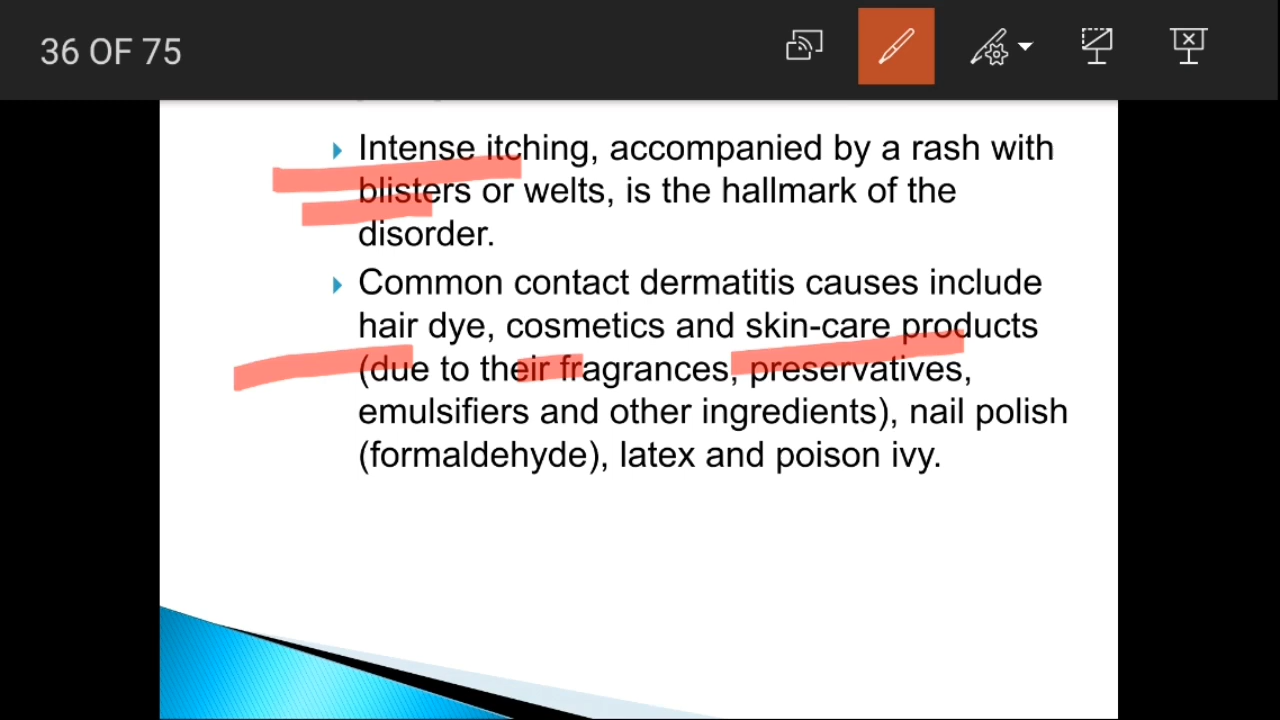 36 OF 75
Intense itching, accompanied by a rash with
blisters or welts, is the hallmark of the
disorder.
Common contact dermatitis causes include
hair dye, cosmetics and skin-care products
(due to their fragrances, preservatives,
emulsifiers and other ingredients), nail polish
(formaldehyde), latex and poison ivy.